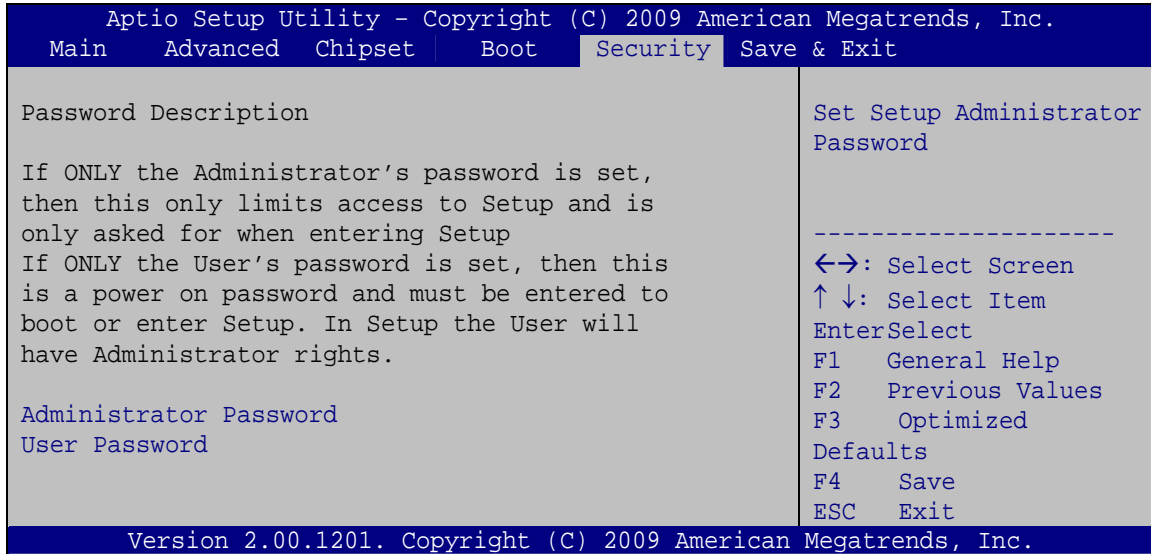 Aptio Setup Utility – Copyright (C) 2009 American Megatrends, Inc.
Main Advanced Chipset Boot Security Save & Exit
Password Description
If ONLY the Administrator’s password is set,
then this only limits access to Setup and is
only asked for when entering Setup
If ONLY the User’s password is set, then this
is a power on password and must be entered to
boot or enter Setup. In Setup the User will
have Administrator rights.
Administrator Password
User Password
Set Setup Administrator
Password
---------------------
←→: Select Screen
↑ ↓: Select Item
EnterSelect
F1 General Help
F2 Previous Values
F3 Optimized
Defaults
F4 Save
ESC Exit
Version 2.00.1201. Copyright (C) 2009 American Megatrends, Inc.